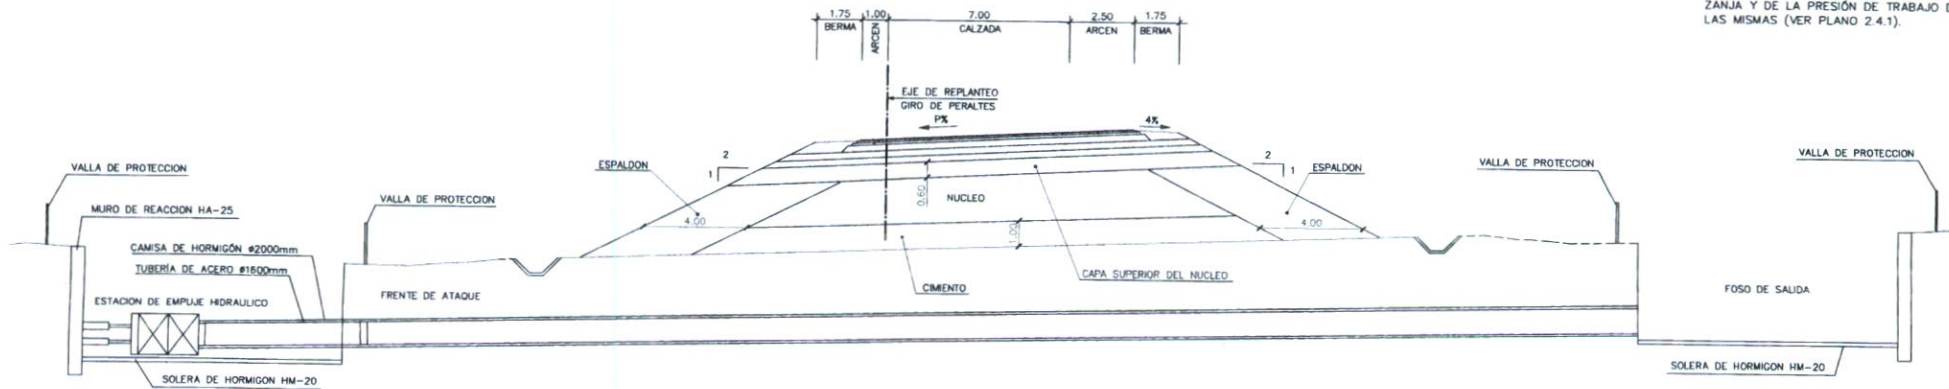 ZANJA Y DE LA PRESIÓN DE TRABAJO D
LAS MISMAS (VER PLANO 2.4.1).
1.75
1.00
7.00
2.50
1.75
BERMA
ARCEN
CALZADA
ARCEN
BERMA
EJE DE REPLANTEO
GIRO DE PERALTES
P%
4%
VALLA DE PROTECCION
ESPALDON
2
1
2
1
ESPALDON
VALLA DE PROTECCION
VALLA DE PROTECCION
VALLA DE PROTECCION
MURO DE REACCION HA-25
0.60
NUCLEO
4.00
4.00
1.00
CAMISA DE HORMIGÓN ø2000mm
TUBERÍA DE ACERO ø1600mm
ESTACION DE EMPUJE HIDRAULICO
FRENTE DE ATAQUE
CIMIENTO
CAPA SUPERIOR DEL NUCLEO
FOSO DE SALIDA
SOLERA DE HORMIGON HM-20
SOLERA DE HORMIGON HM-20